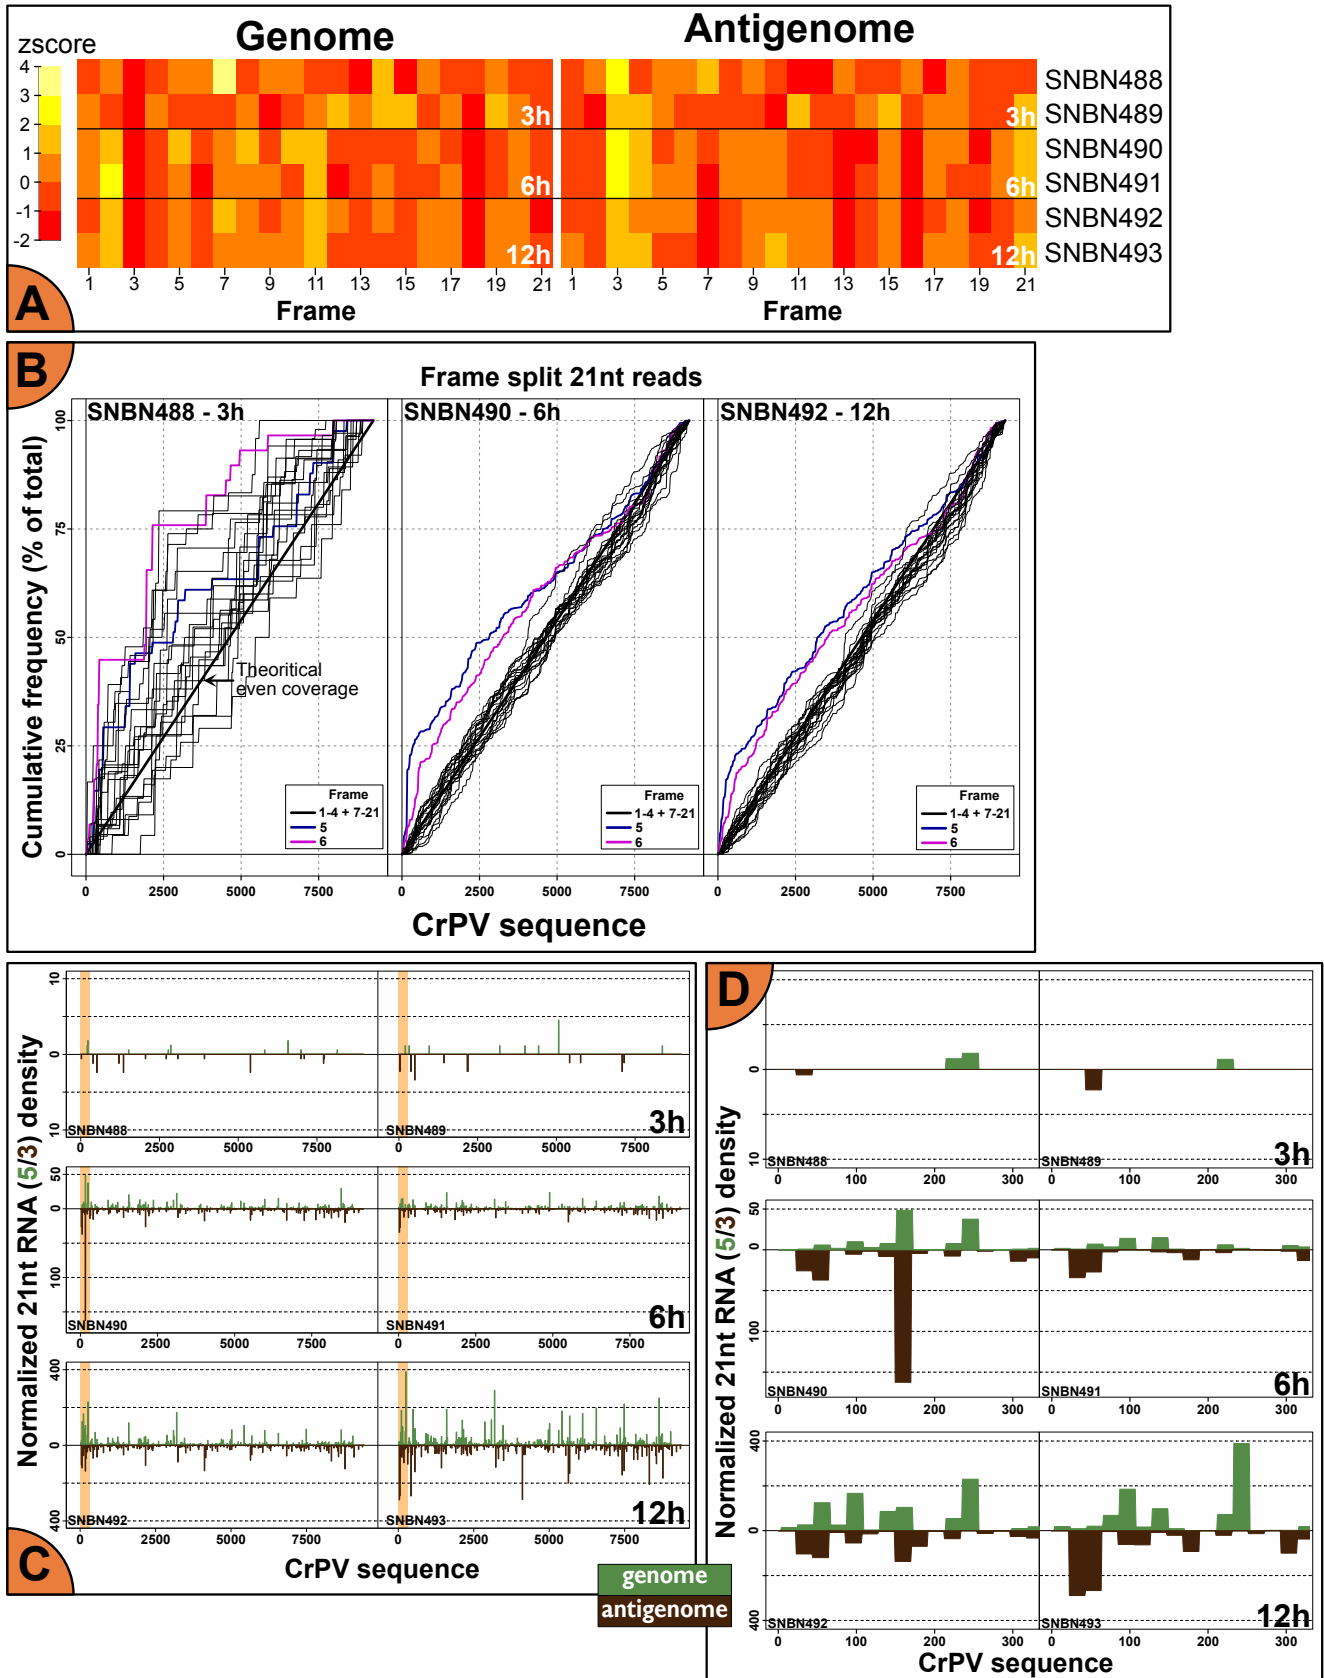 zscore
Genome
Antigenome
4
3
2
1
0
-1
-2
3h
6h
12h
3h
6h
12h
SNBN488
SNBN489
SNBN490
SNBN491
SNBN492
SNBN493
1 3 5 7 9 11 13 15 17 19 21
1 3 5 7 9 11 13 15 17 19 21
Frame
Frame
A
B
Frame split 21nt reads
SNBN488 - 3h
SNBN490 - 6h
SNBN492 - 12h
Cumulative frequency (% of total)
100
75
50
25
0
Theoritical
even coverage
Frame
1-4 + 7-21
5
6
Frame
1-4 + 7-21
5
6
Frame
1-4 + 7-21
5
6
0 2500 5000 7500
0 2500 5000 7500
0 2500 5000 7500
CrPV sequence
Normalized 21nt RNA (5/3) density
10
0
10
SNBN488
SNBN489
3h
0 2500 5000 7500
0 2500 5000 7500
50
0
100
SNBN490
SNBN491
6h
0 2500 5000 7500
0 2500 5000 7500
400
0
400
SNBN492
SNBN493
12h
0 2500 5000 7500
0 2500 5000 7500
CrPV sequence
C
genome
antigenome
D
Normalized 21nt RNA (5/3) density
0
10
SNBN488
SNBN489
3h
0 100 200 300
0 100 200 300
50
0
100
SNBN490
SNBN491
6h
0 100 200 300
0 100 200 300
400
0
400
SNBN492
SNBN493
12h
0 100 200 300
0 100 200 300
CrPV sequence